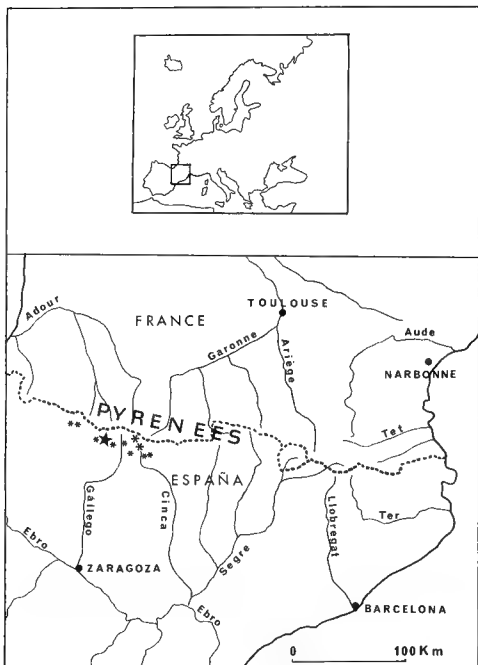 TOULOUSE
Adour
FRANCE
Aude
Garonne
Ariège
NARBONNE
PYRENEES
Tet
ESPAÑA
Gállego
Cinca
Llobregat
Ter
Ebro
Segre
ZARAGOZA
Ebro
BARCELONA
0 100 Km